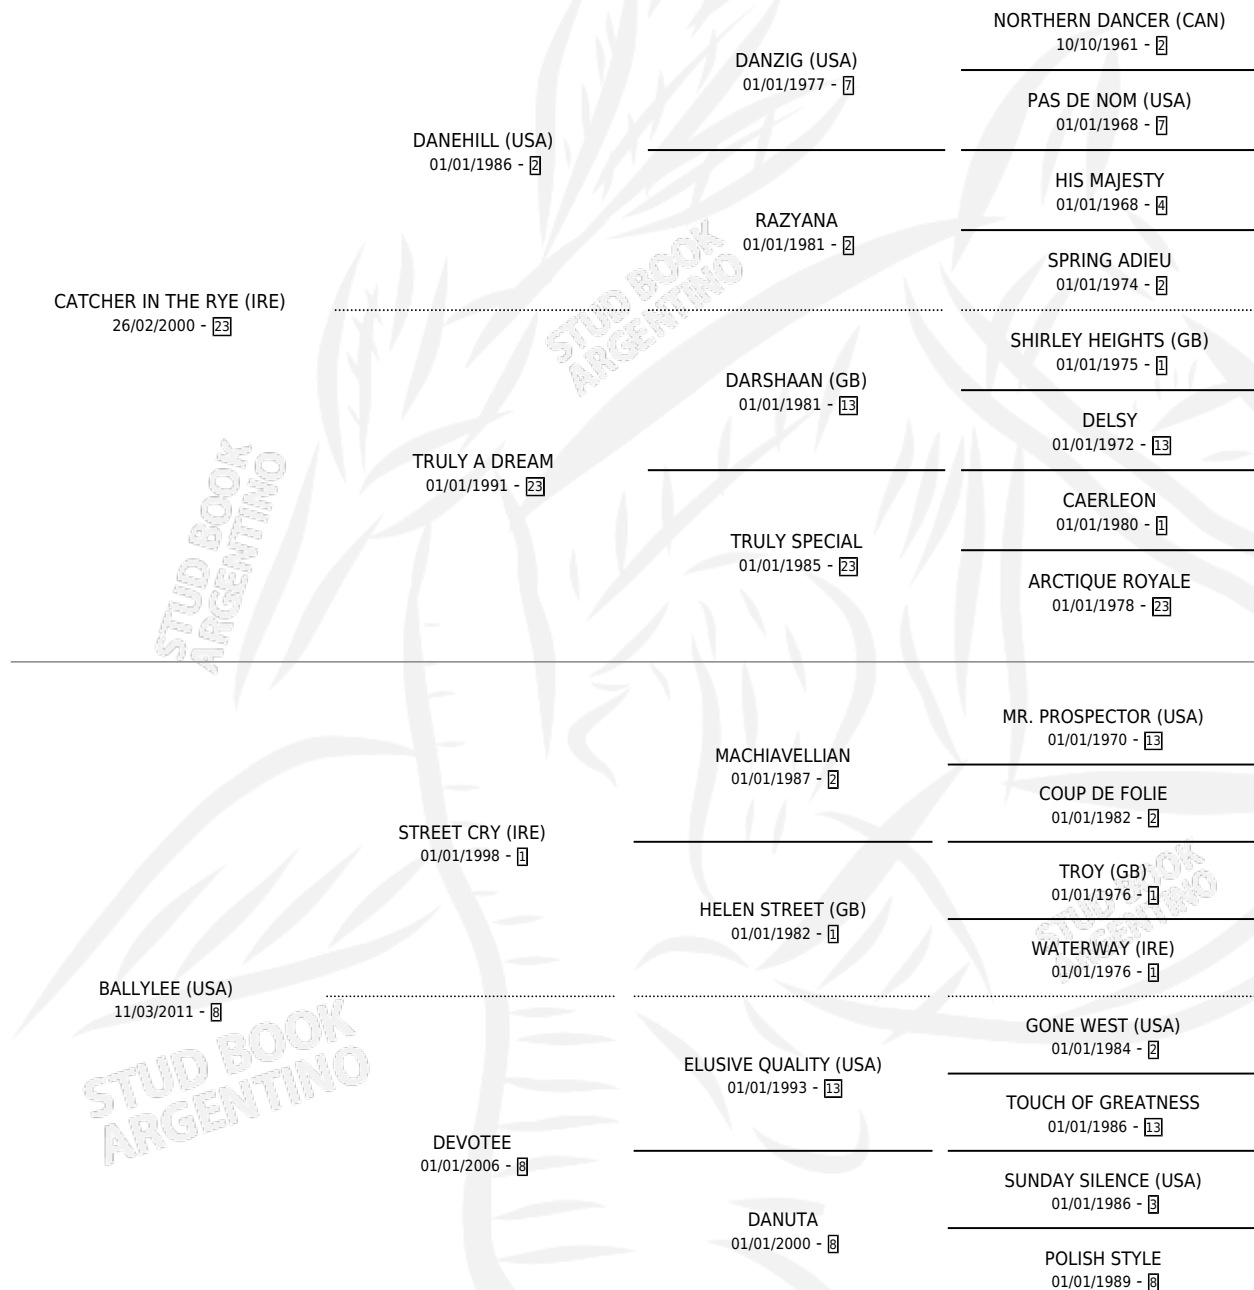 NORTHERN DANCER (CAN)
10/10/1961 - 2
DANZIG (USA)
01/01/1977 - 7
PAS DE NOM (USA)
01/01/1968 - 7
DANEHILL (USA)
01/01/1986 - 2
HIS MAJESTY
01/01/1968 - 4
RAZYANA
01/01/1981 - 2
SPRING ADIEU
01/01/1974 - 2
CATCHER IN THE RYE (IRE)
26/02/2000 - 23
SHIRLEY HEIGHTS (GB)
01/01/1975 - 1
DARSHAAN (GB)
01/01/1981 - 13
DELSY
01/01/1972 - 13
TRULY A DREAM
01/01/1991 - 23
CAERLEON
01/01/1980 - 1
TRULY SPECIAL
01/01/1985 - 23
ARCTIQUE ROYALE
01/01/1978 - 23
MR. PROSPECTOR (USA)
01/01/1970 - 13
MACHIAVELLIAN
01/01/1987 - 2
COUP DE FOLIE
01/01/1982 - 2
STREET CRY (IRE)
01/01/1998 - 1
TROY (GB)
01/01/1976 - 1
HELEN STREET (GB)
01/01/1982 - 1
WATERWAY (IRE)
01/01/1976 - 1
BALLYLEE (USA)
11/03/2011 - 8
GONE WEST (USA)
01/01/1984 - 2
ELUSIVE QUALITY (USA)
01/01/1993 - 13
TOUCH OF GREATNESS
01/01/1986 - 13
DEVOTEE
01/01/2006 - 8
SUNDAY SILENCE (USA)
01/01/1986 - 3
DANUTA
01/01/2000 - 8
POLISH STYLE
01/01/1989 - 8
STUD BOOK
ARGENTINO
STUD BOOK
ARGENTINO
STUD BOOK
ARGENTINO
STUD BOOK
ARGENTINO